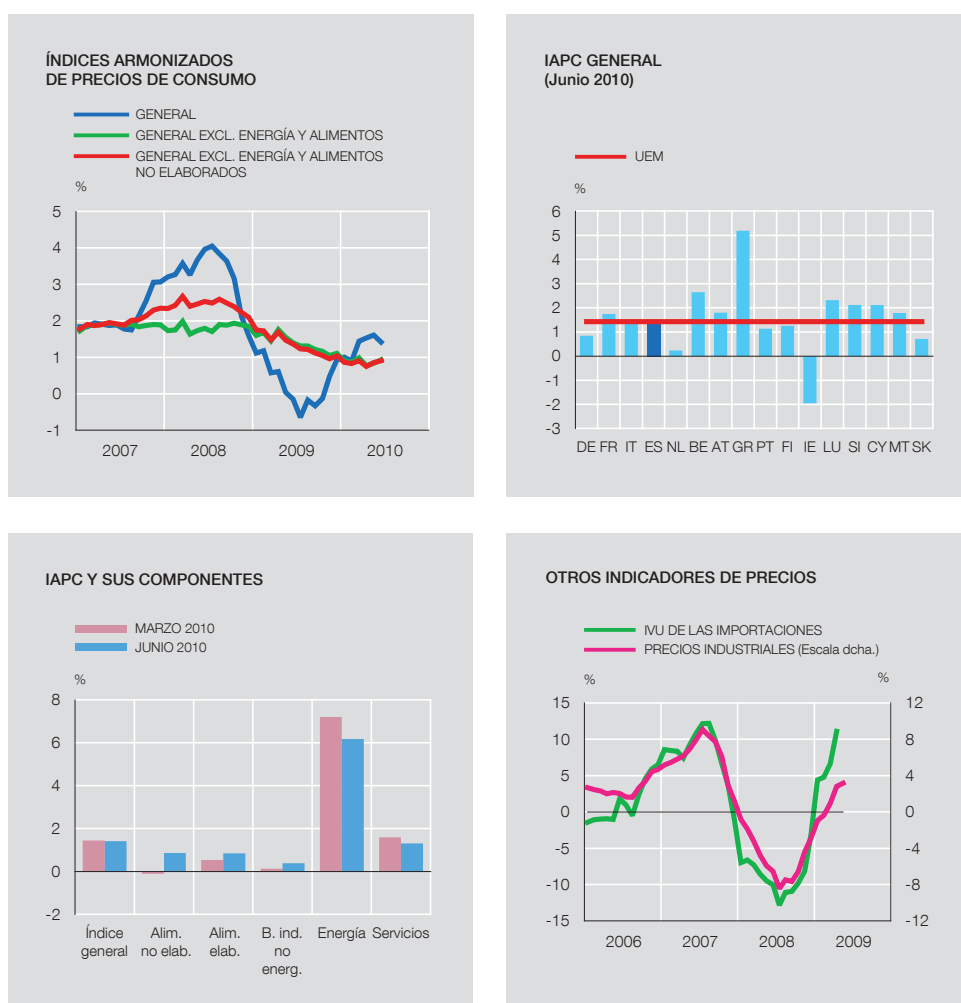 ÍNDICES ARMONIZADOS
DE PRECIOS DE CONSUMO
GENERAL
GENERAL EXCL. ENERGÍA Y ALIMENTOS
GENERAL EXCL. ENERGÍA Y ALIMENTOS
NO ELABORADOS
%
5
4
3
2
1
0
-1
2007 2008 2009 2010
IAPC GENERAL
(Junio 2010)
UEM
%
6
5
4
3
2
1
0
-1
-2
-3
DE FR IT ES NL BE AT GR PT FI IE LU SI CY MT SK
IAPC Y SUS COMPONENTES
MARZO 2010
JUNIO 2010
%
8
6
4
2
0
-2
Índice general
Alim. no elab.
Alim. elab.
B. ind. no energ.
Energía
Servicios
OTROS INDICADORES DE PRECIOS
IVU DE LAS IMPORTACIONES
PRECIOS INDUSTRIALES (Escala dcha.)
% %
15 12
10 8
5 4
0 0
-5 -4
-10 -8
-15 -12
2006 2007 2008 2009